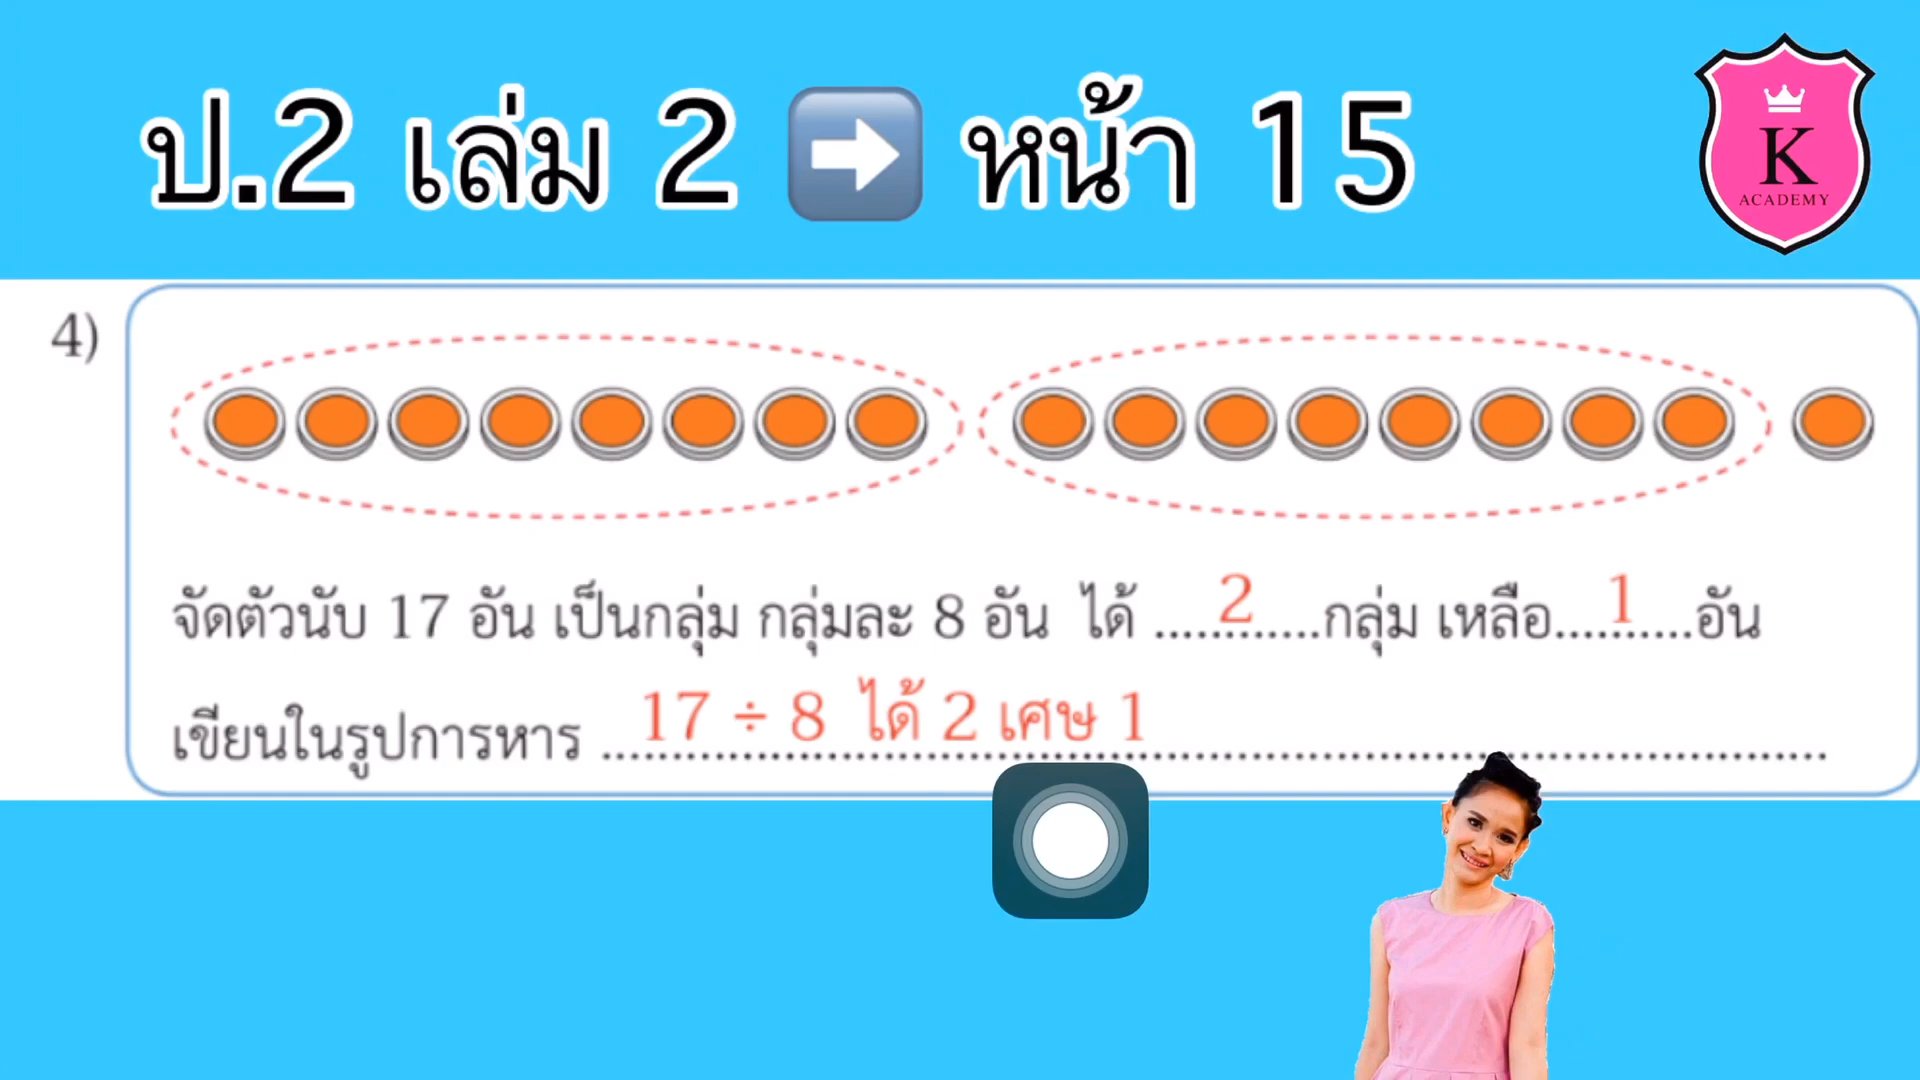 ป.2 เล่ม 2 ➡ หน้า 15
K
ACADEMY
4)
จัดตัวนับ 17 อัน เป็นกลุ่ม กลุ่มละ 8 อัน ได้ ............2............กลุ่ม เหลือ..........1..........อัน
เขียนในรูปการหาร 17 ÷ 8 ได้ 2 เศษ 1